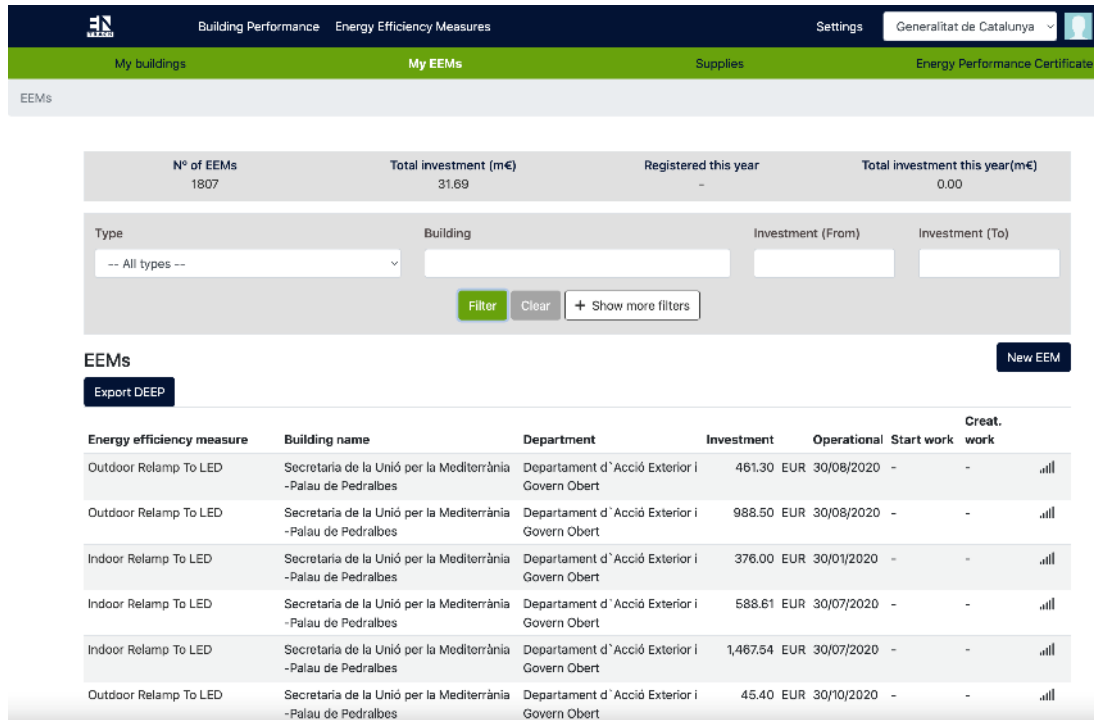 EN
TRACK
Building Performance Energy Efficiency Measures Settings Generalitat de Catalunya
My buildings My EEMs Supplies Energy Performance Certificate
EEMs
Nº of EEMs Total investment (m€) Registered this year Total investment this year(m€)
1807 31.69 - 0.00
Type Building Investment (From) Investment (To)
-- All types --
Filter Clear + Show more filters
EEMs New EEM
Export DEEP
Energy efficiency measure Building name Department Investment Operational Start work Creat. work
Outdoor Relamp To LED Secretaria de la Unió per la Mediterrània Departament d`Acció Exterior i 461.30 EUR 30/08/2020 - -
-Palau de Pedralbes Govern Obert
Outdoor Relamp To LED Secretaria de la Unió per la Mediterrània Departament d`Acció Exterior i 988.50 EUR 30/08/2020 - -
-Palau de Pedralbes Govern Obert
Indoor Relamp To LED Secretaria de la Unió per la Mediterrània Departament d`Acció Exterior i 376.00 EUR 30/01/2020 - -
-Palau de Pedralbes Govern Obert
Indoor Relamp To LED Secretaria de la Unió per la Mediterrània Departament d`Acció Exterior i 588.61 EUR 30/07/2020 - -
-Palau de Pedralbes Govern Obert
Indoor Relamp To LED Secretaria de la Unió per la Mediterrània Departament d`Acció Exterior i 1,467.54 EUR 30/07/2020 - -
-Palau de Pedralbes Govern Obert
Outdoor Relamp To LED Secretaria de la Unió per la Mediterrània Departament d`Acció Exterior i 45.40 EUR 30/10/2020 - -
-Palau de Pedralbes Govern Obert